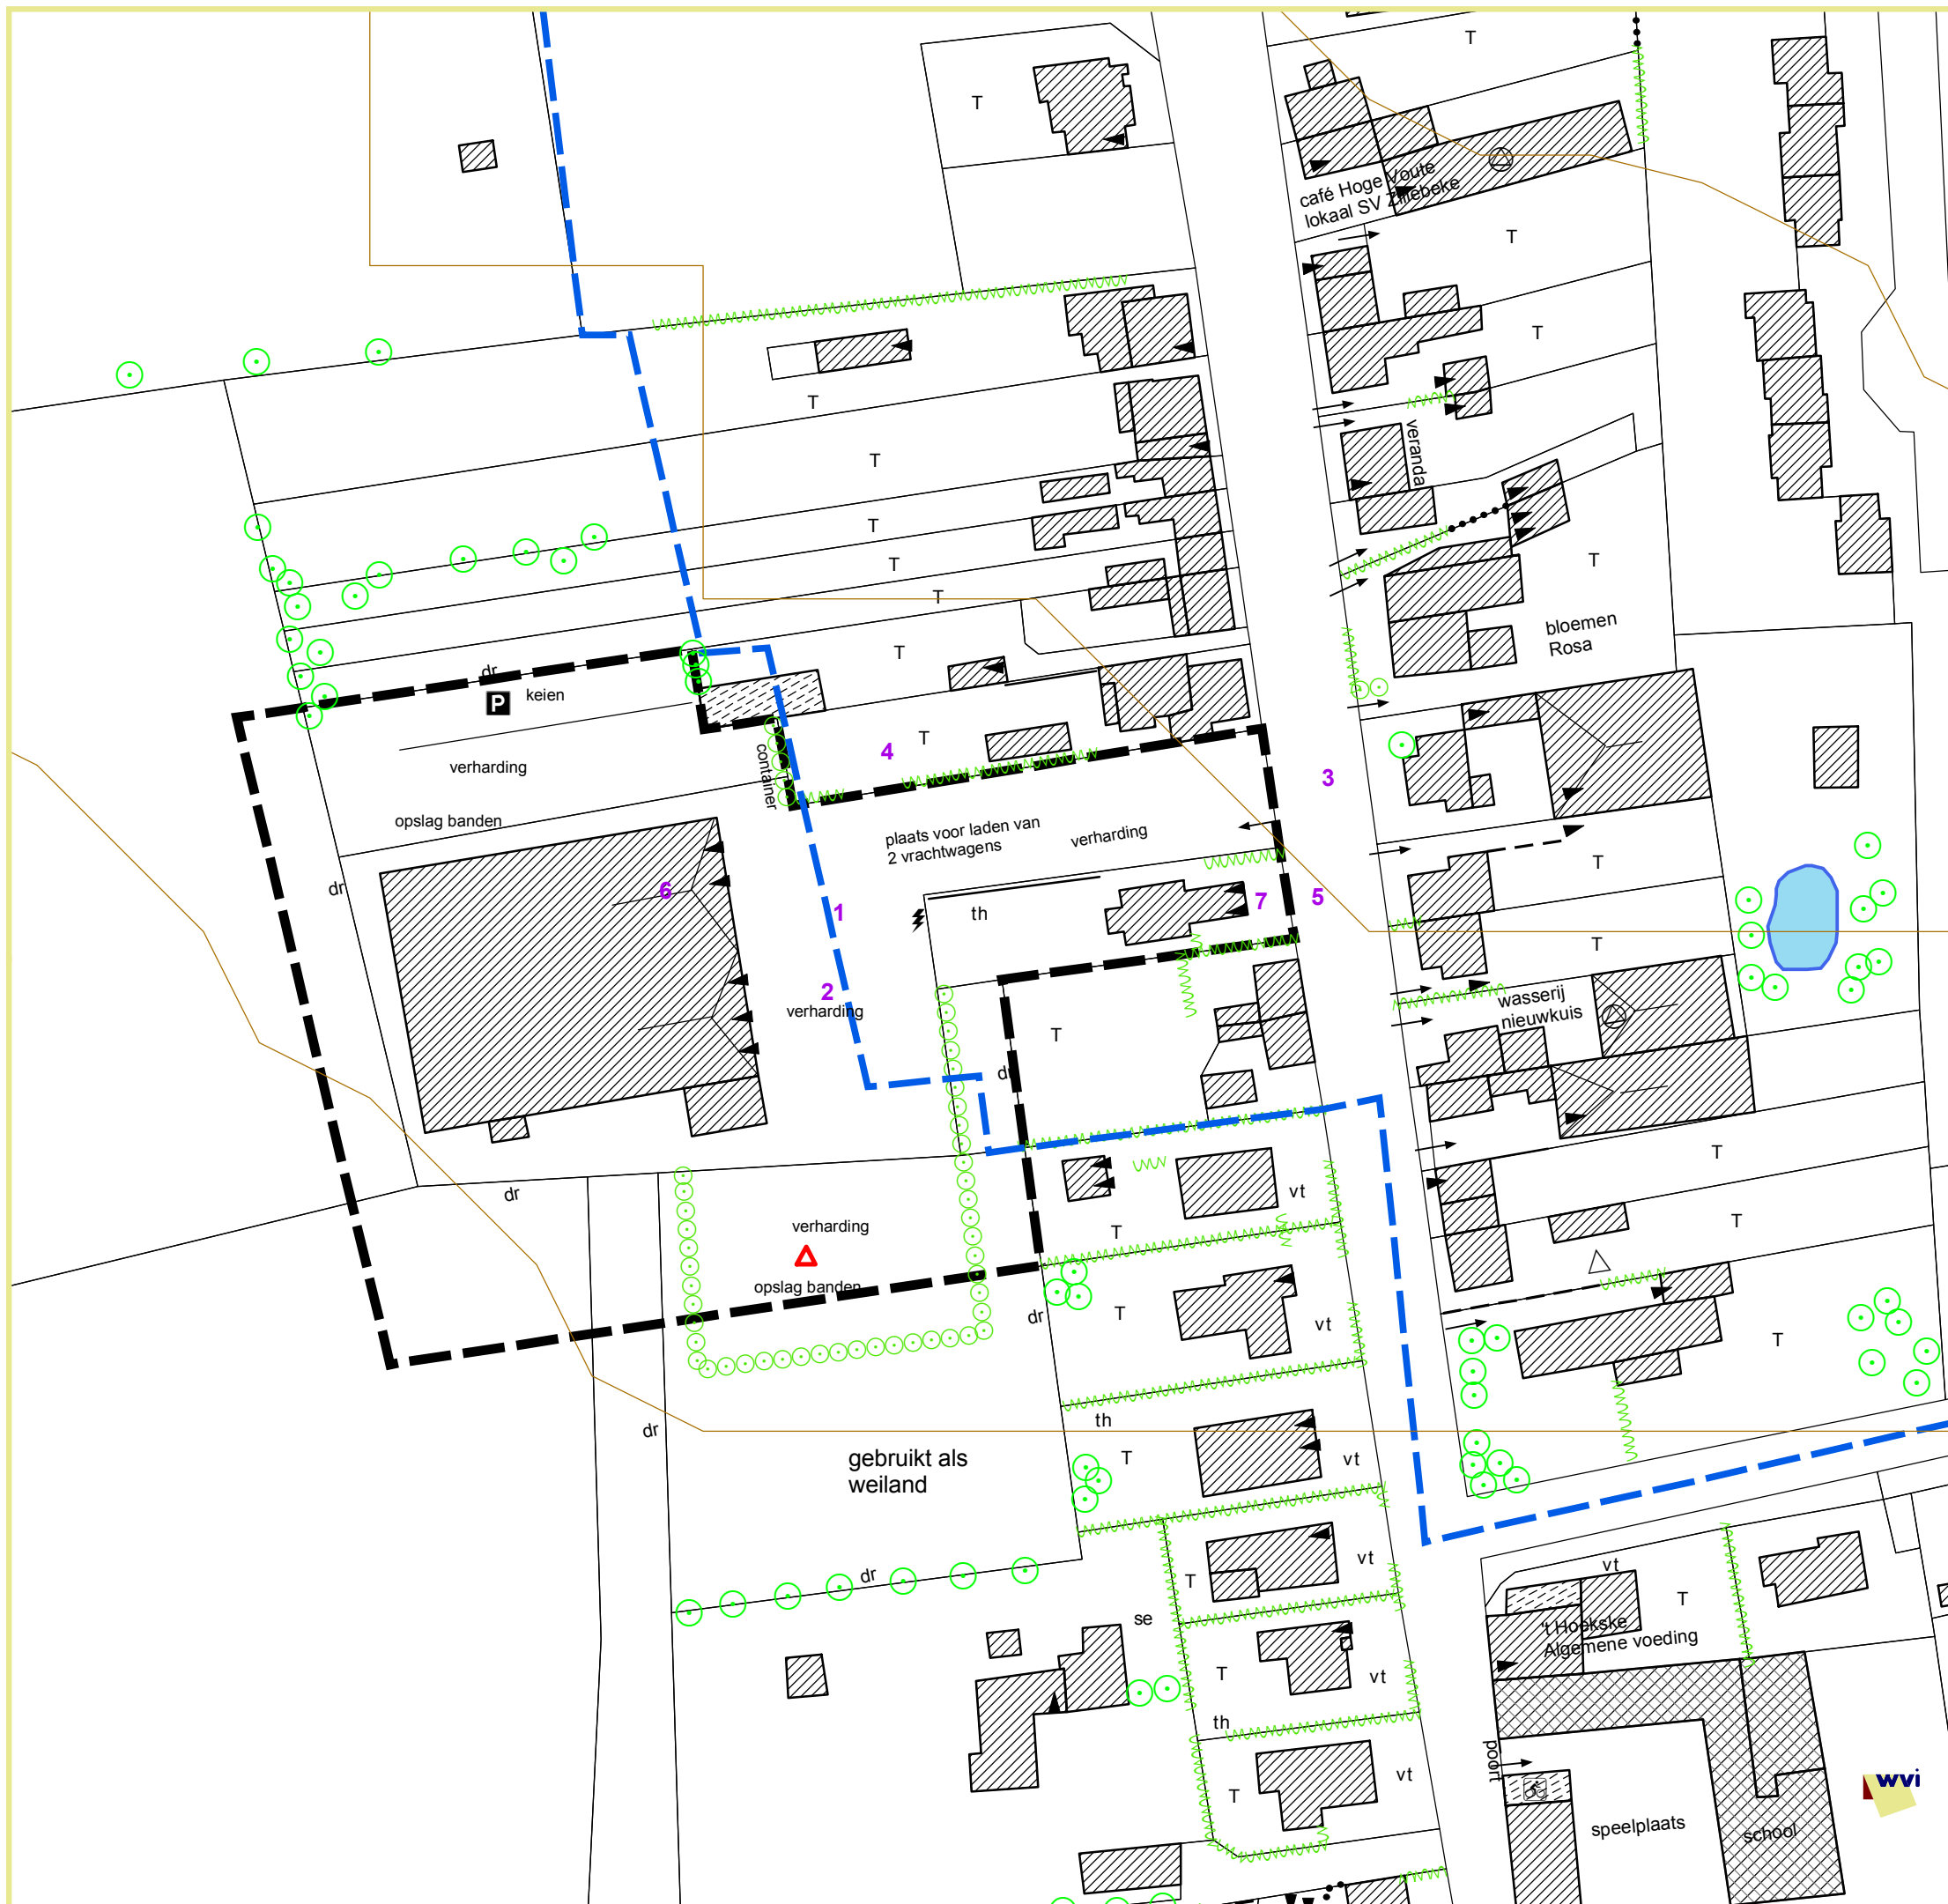 T
T
café Hoge Voute
lokaal SV Zillebeke
T
T
T
T
veranda
T
T
T
T
bloemen
Rosa
T
dr
P
keien
T
4
3
container
verharding
opslag banden
plaats voor laden van
2 vrachtwagens
verharding
T
dr
6
1
th
7
5
T
2
verharding
wasserij
nieuwkuis
T
dr
T
dr
vt
T
T
verharding
opslag banden
dr
T
vt
T
th
dr
gebruikt als
weiland
T
vt
dr
T
vt
vt
T
se
't Hoekske
Algemene voeding
T
vt
th
poort
T
vt
wvi
speelplaats
school